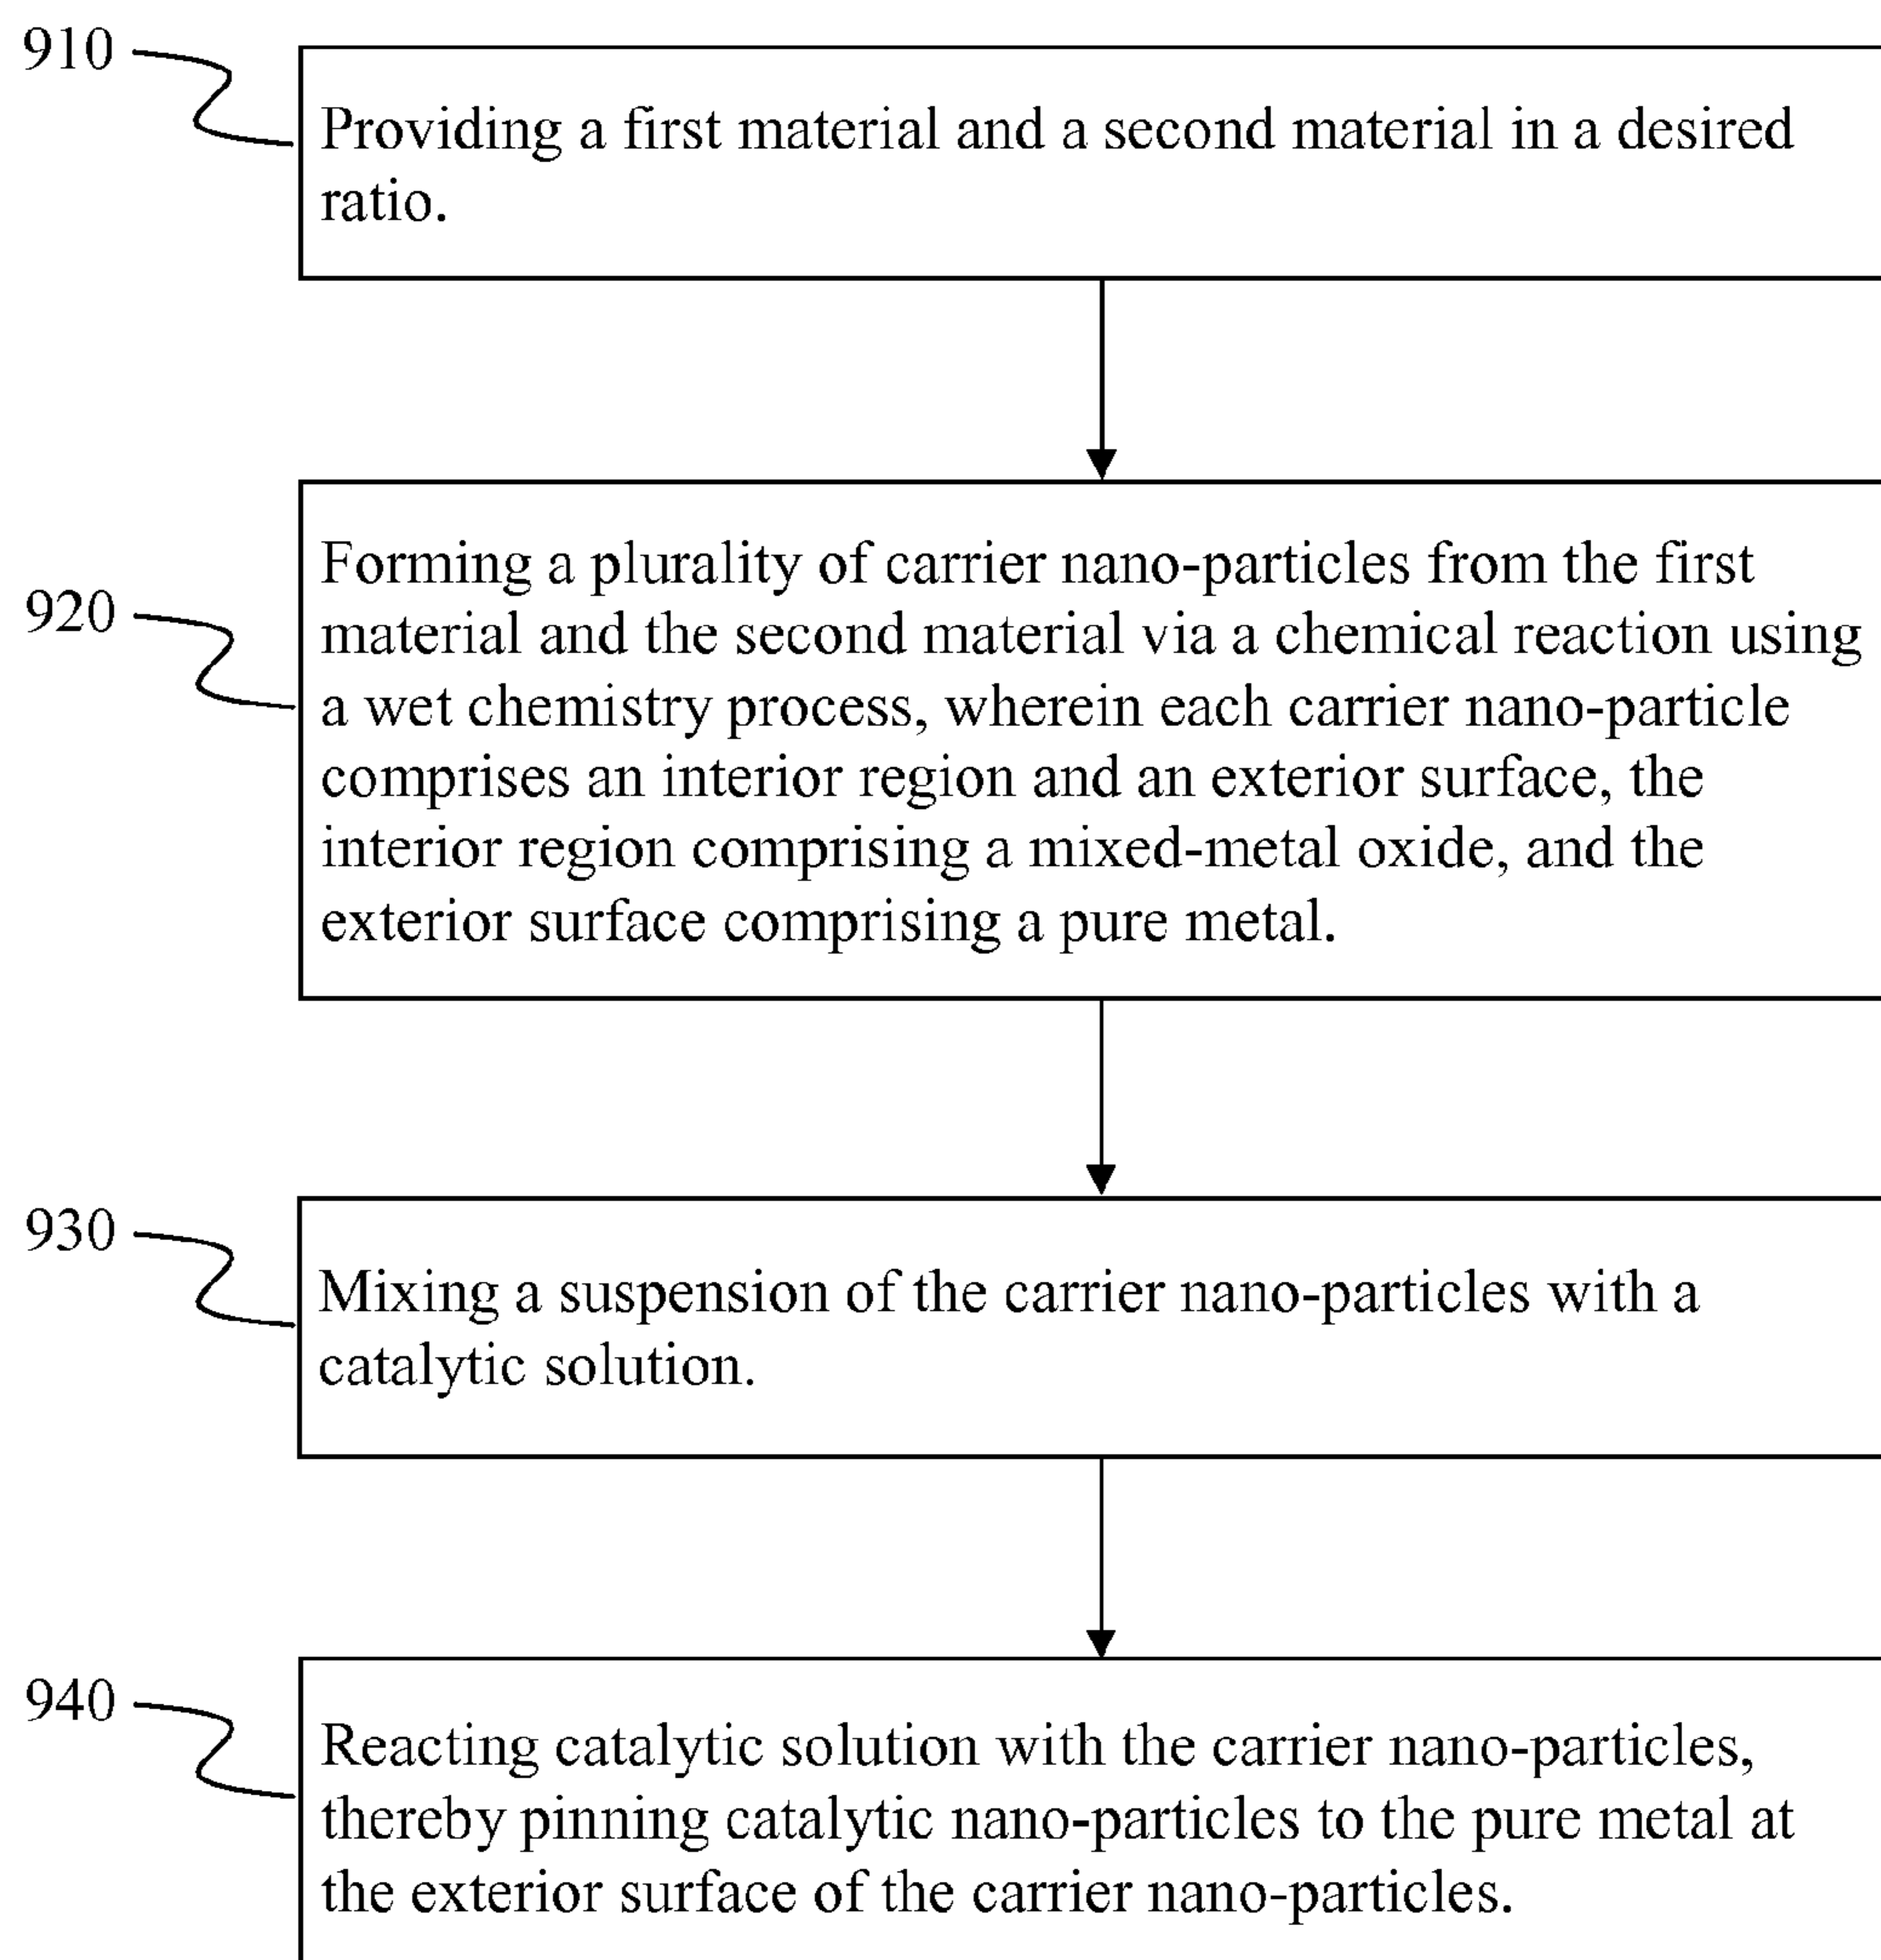 910
Providing a first material and a second material in a desired
ratio.
920
Forming a plurality of carrier nano-particles from the first
material and the second material via a chemical reaction using
a wet chemistry process, wherein each carrier nano-particle
comprises an interior region and an exterior surface, the
interior region comprising a mixed-metal oxide, and the
exterior surface comprising a pure metal.
930
Mixing a suspension of the carrier nano-particles with a
catalytic solution.
940
Reacting catalytic solution with the carrier nano-particles,
thereby pinning catalytic nano-particles to the pure metal at
the exterior surface of the carrier nano-particles.